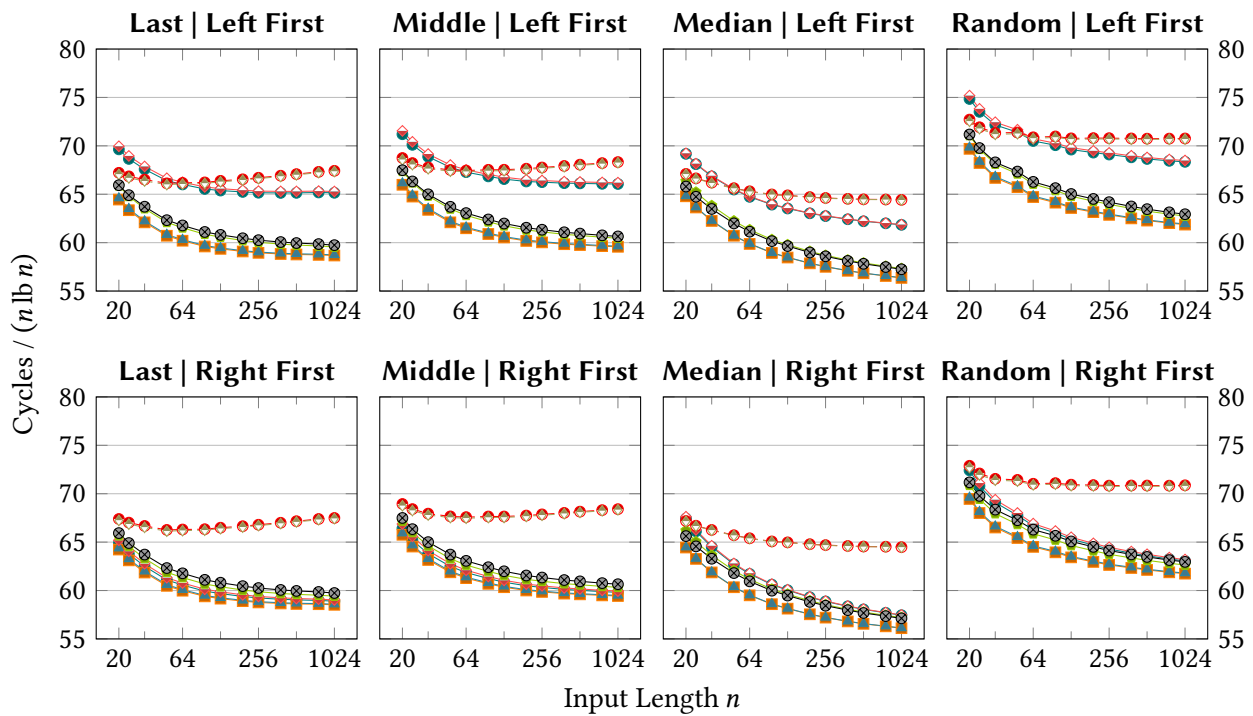 Last | Left First
Middle | Left First
Median | Left First
Random | Left First
80
75
70
65
60
55
80
75
70
65
60
55
20 64 256 1024
20 64 256 1024
20 64 256 1024
20 64 256 1024
Cycles / (n lb n)
Last | Right First
Middle | Right First
Median | Right First
Random | Right First
80
75
70
65
60
55
80
75
70
65
60
55
20 64 256 1024
20 64 256 1024
20 64 256 1024
20 64 256 1024
Input Length n